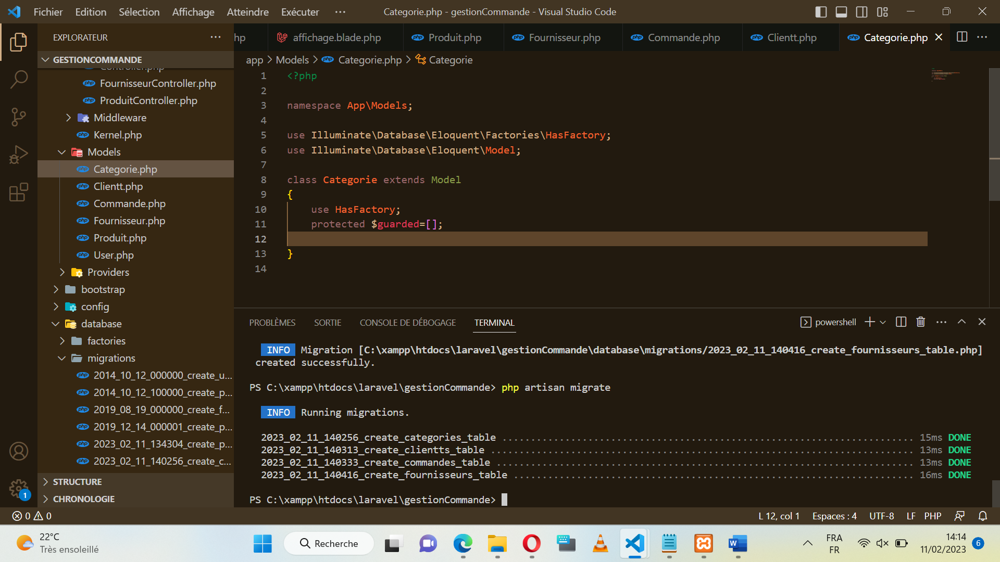 Fichier Edition Sélection Affichage Atteindre Exécuter ··· Categorie.php - gestionCommande - Visual Studio Code
EXPLORATEUR ···
hp affichage.blade.php Produit.php Fournisseur.php Commande.php Clientt.php Categorie.php
GESTIONCOMMANDE
Controller.php
FournisseurController.php
ProduitController.php
Middleware
Kernel.php
Models
Categorie.php
Clientt.php
Commande.php
Fournisseur.php
Produit.php
User.php
Providers
bootstrap
config
database
factories
migrations
2014_10_12_000000_create_u...
2014_10_12_100000_create_p...
2019_08_19_000000_create_f...
2019_12_14_000001_create_p...
2023_02_11_134304_create_p...
2023_02_11_140256_create_c...
STRUCTURE
CHRONOLOGIE
app > Models > Categorie.php > Categorie
1 <?php
2
3 namespace App\Models;
4
5 use Illuminate\Database\Eloquent\Factories\HasFactory;
6 use Illuminate\Database\Eloquent\Model;
7
8 class Categorie extends Model
9 {
10 use HasFactory;
11 protected $guarded=[];
12
13 }
14
PROBLÈMES SORTIE CONSOLE DE DÉBOGAGE TERMINAL powershell
INFO Migration [C:\xampp\htdocs\laravel\gestionCommande\database\migrations/2023_02_11_140416_create_fournisseurs_table.php]
created successfully.
PS C:\xampp\htdocs\laravel\gestionCommande> php artisan migrate
INFO Running migrations.
2023_02_11_140256_create_categories_table ........................................................................ 15ms DONE
2023_02_11_140313_create_clientts_table .......................................................................... 13ms DONE
2023_02_11_140333_create_commandes_table ......................................................................... 13ms DONE
2023_02_11_140416_create_fournisseurs_table ...................................................................... 16ms DONE
PS C:\xampp\htdocs\laravel\gestionCommande>
1
0 0 L 12, col 1 Espaces : 4 UTF-8 LF PHP
22°C
Très ensoleillé
Recherche
FRA
FR
14:14
11/02/2023
6